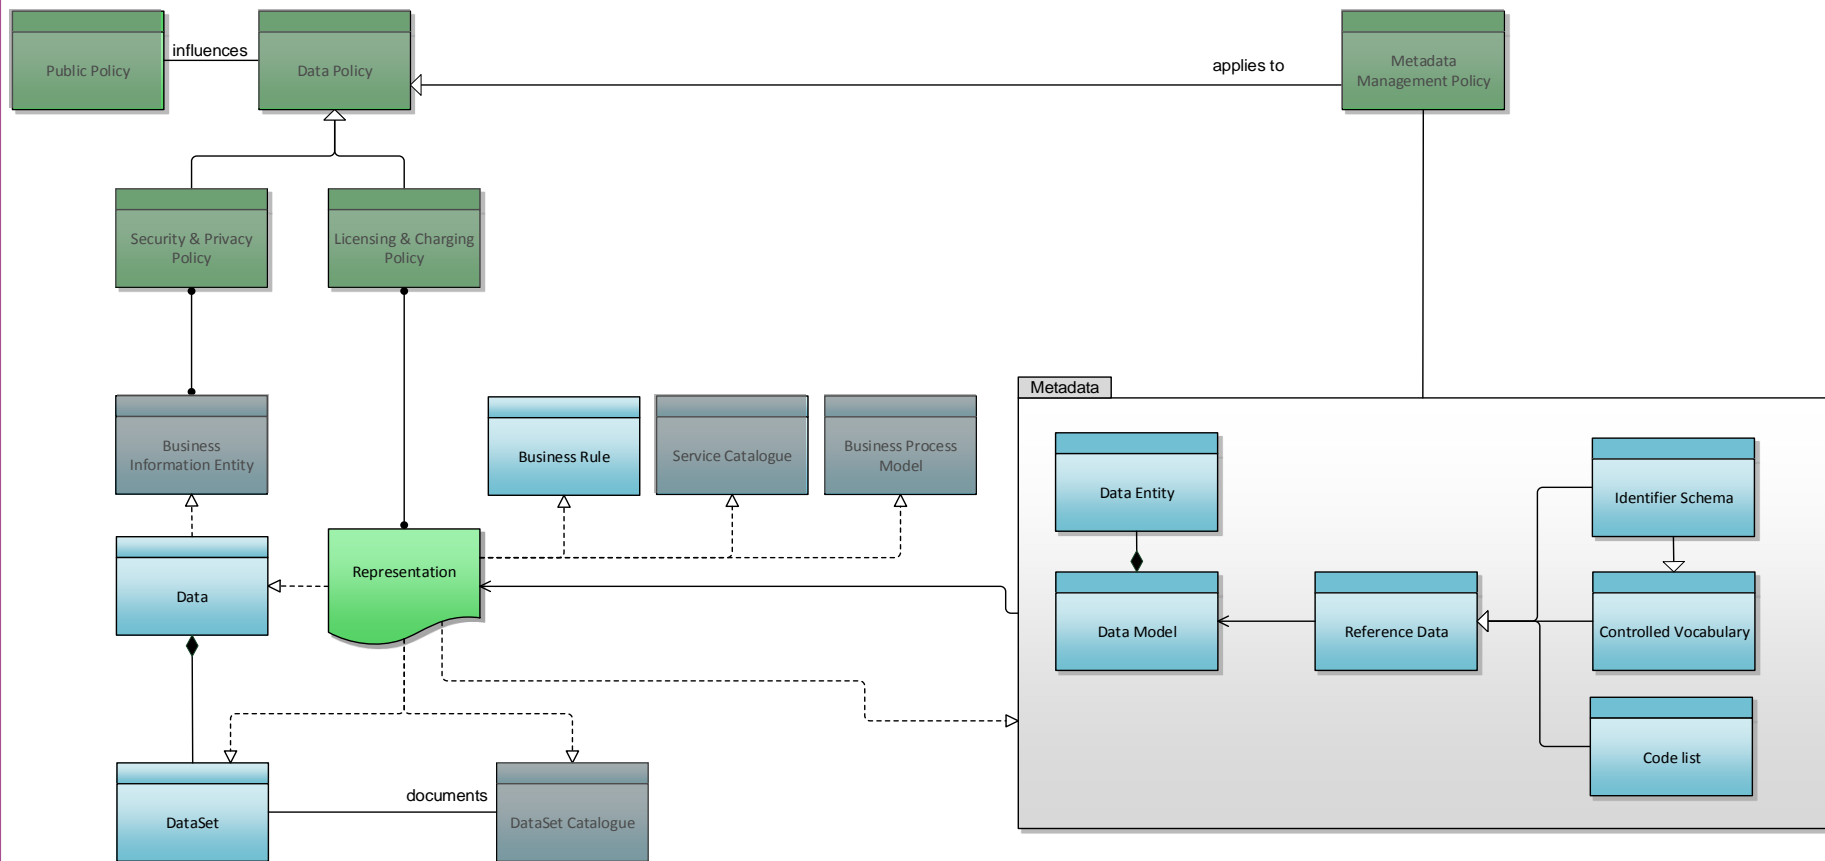 influences
Public Policy
Data Policy
applies to
Metadata
Management Policy
Security & Privacy
Policy
Licensing & Charging
Policy
Metadata
Business
Information Entity
Business Rule
Service Catalogue
Business Process
Model
Data Entity
Identifier Schema
Representation
Data
Data Model
Reference Data
Controlled Vocabulary
Code list
documents
DataSet
DataSet Catalogue